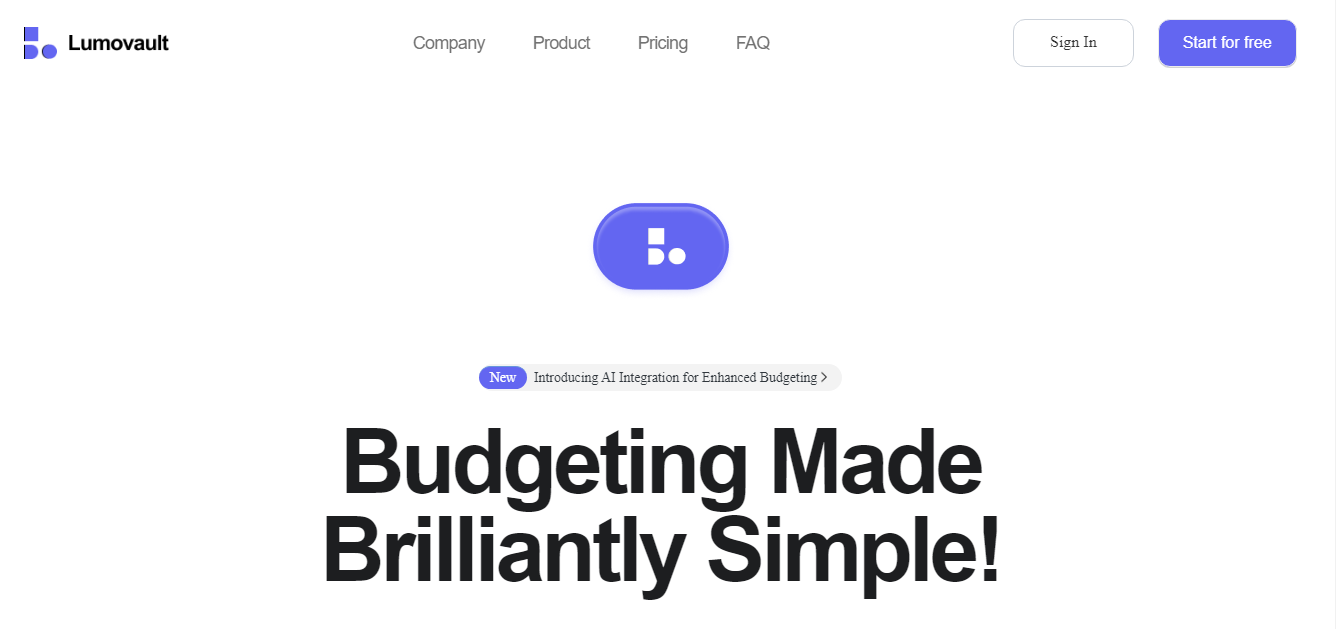 Lumovault
Company
Product
Pricing
FAQ
Sign In
Start for free
New
Introducing AI Integration for Enhanced Budgeting
Budgeting Made
Brilliantly Simple!